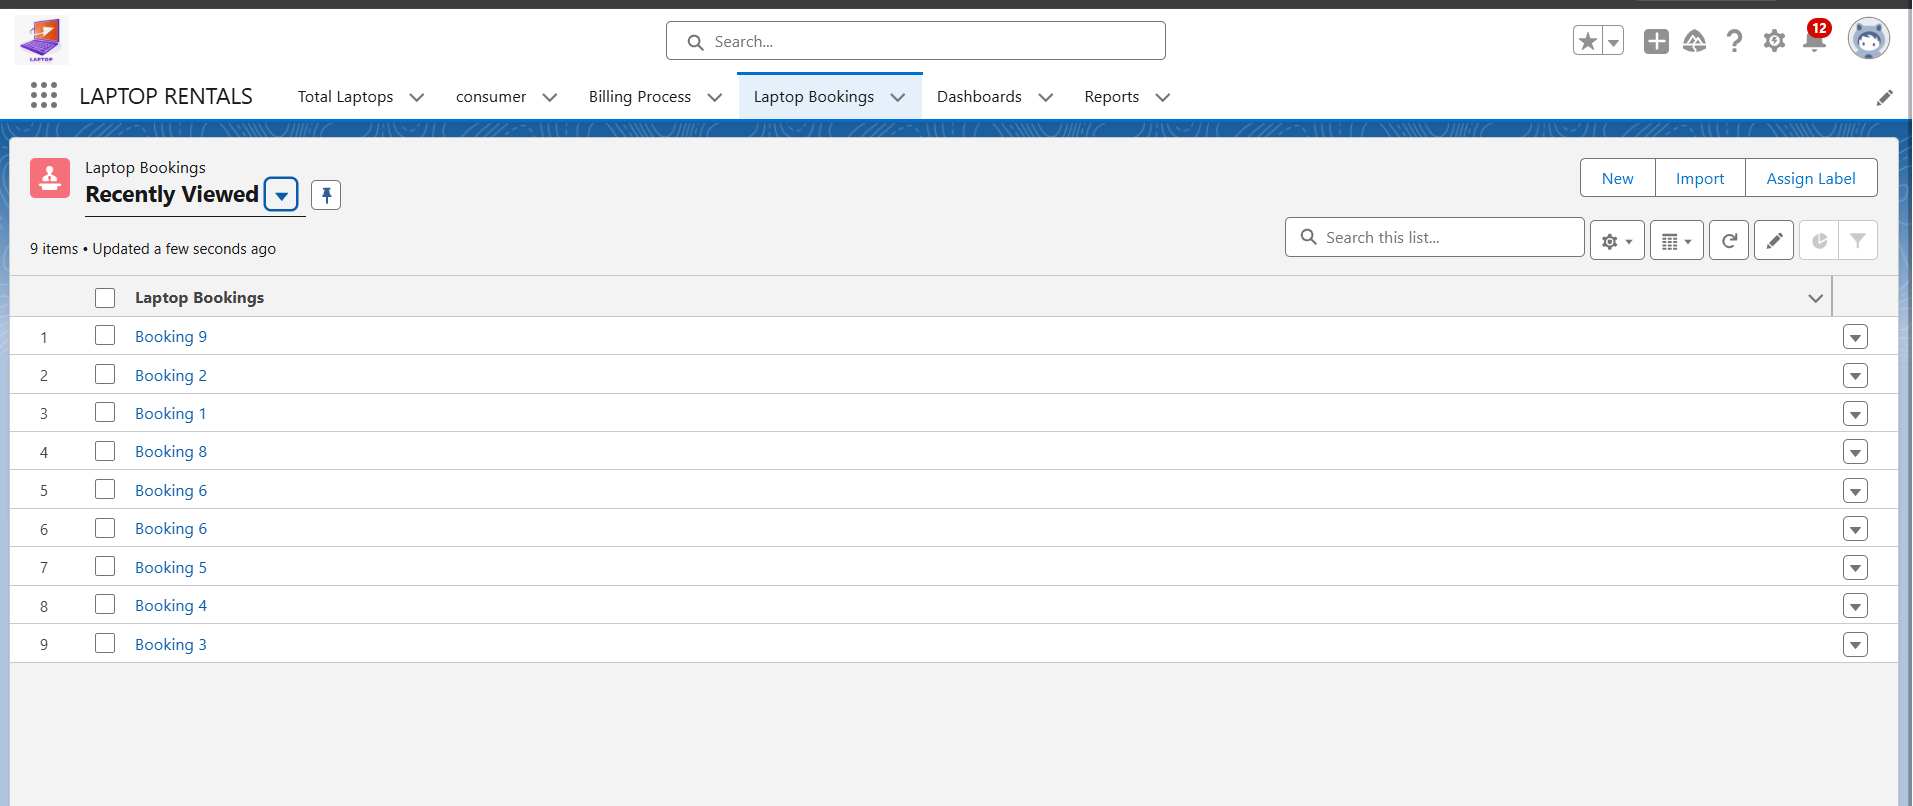 LAPTOP
Search...
12
LAPTOP RENTALS
Total Laptops
consumer
Billing Process
Laptop Bookings
Dashboards
Reports
Laptop Bookings
Recently Viewed
New
Import
Assign Label
9 items • Updated a few seconds ago
Search this list...
Laptop Bookings
1 Booking 9
2 Booking 2
3 Booking 1
4 Booking 8
5 Booking 6
6 Booking 6
7 Booking 5
8 Booking 4
9 Booking 3